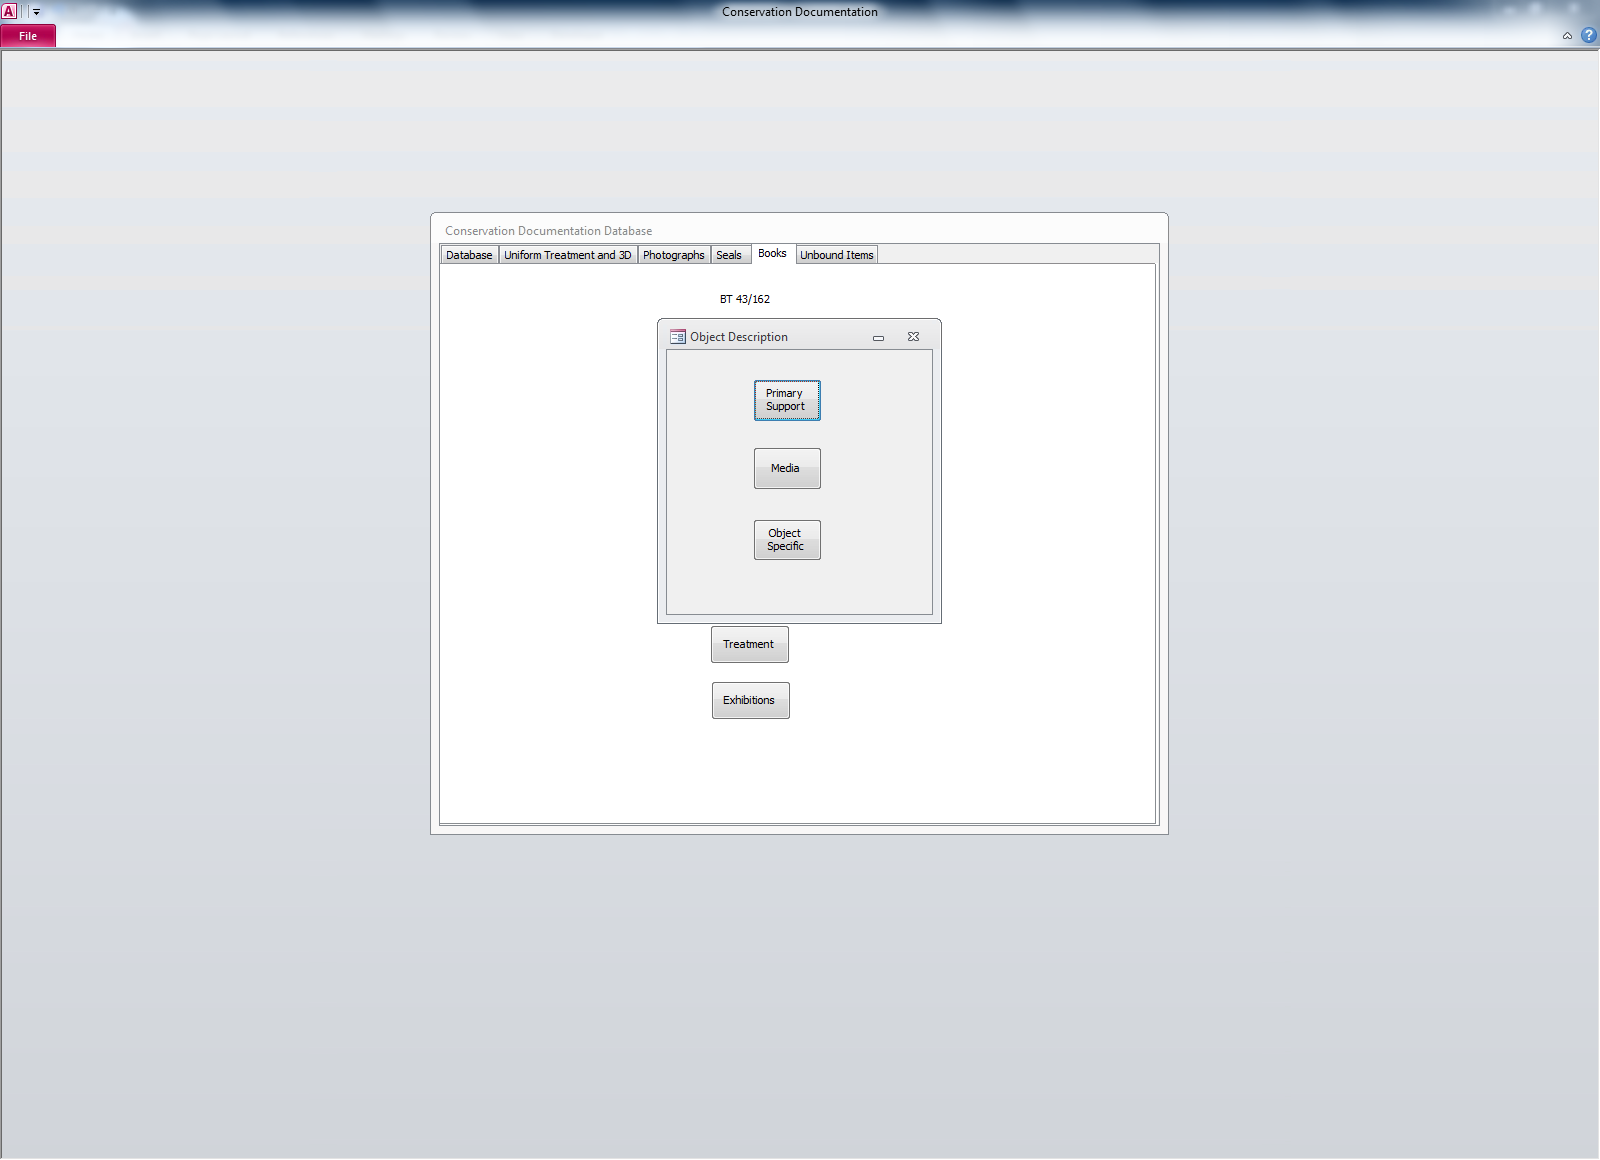 A
Conservation Documentation
File
?
Conservation Documentation Database
Database Uniform Treatment and 3D Photographs Seals Books Unbound Items
BT 43/162
Object Description
Primary
Support
Media
Object
Specific
Treatment
Exhibitions